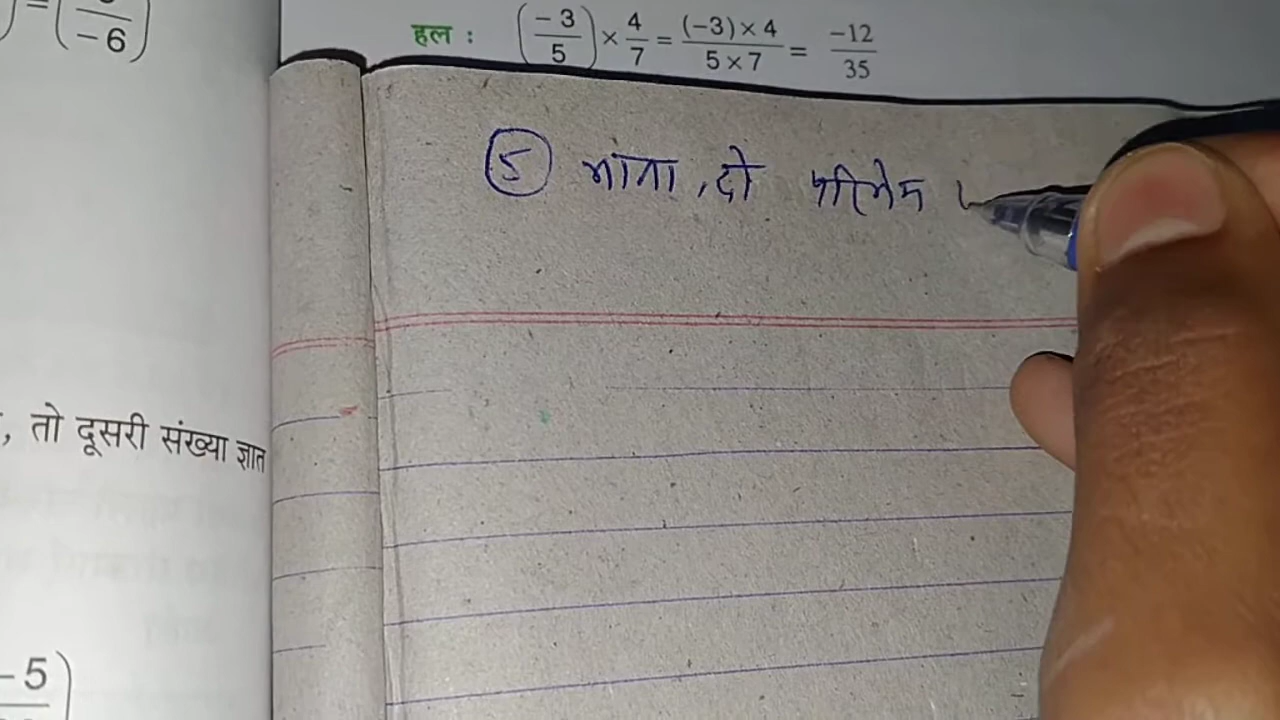 )=(
-6)
हल : (-3/5) × 4/7 = (-3) × 4 / 5 × 7 = -12/35
⑤ माना , दो परिमेय
, तो दूसरी संख्या ज्ञात
-5)